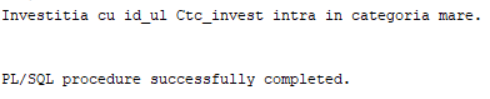 Investitia cu id_ul Ctc_invest intra in categoria mare.
PL/SQL procedure successfully completed.